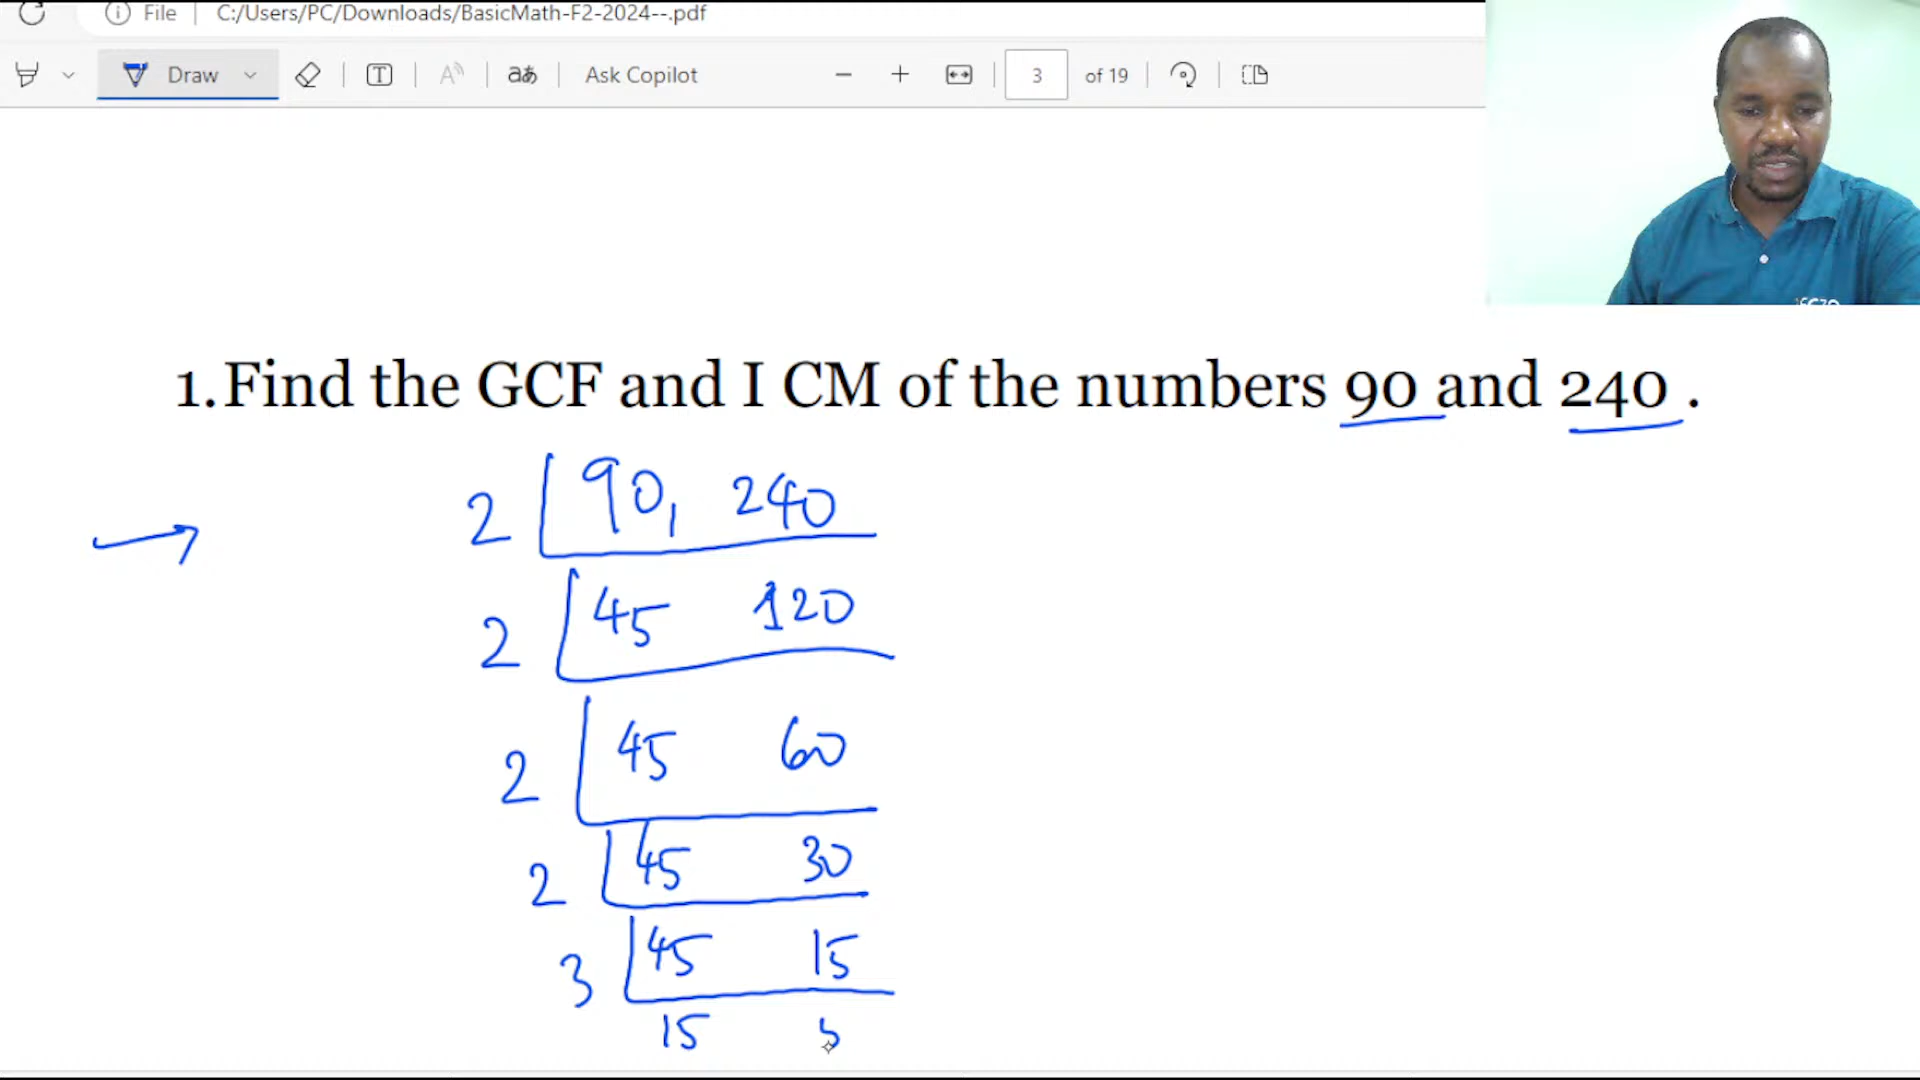 File C:/Users/PC/Downloads/BasicMath-F2-2024--.pdf
Draw T A aあ Ask Copilot 3 of 19
1. Find the GCF and I CM of the numbers 90 and 240 .
2 90, 240
2 45 120
2 45 60
2 45 30
3 45 15
15 5